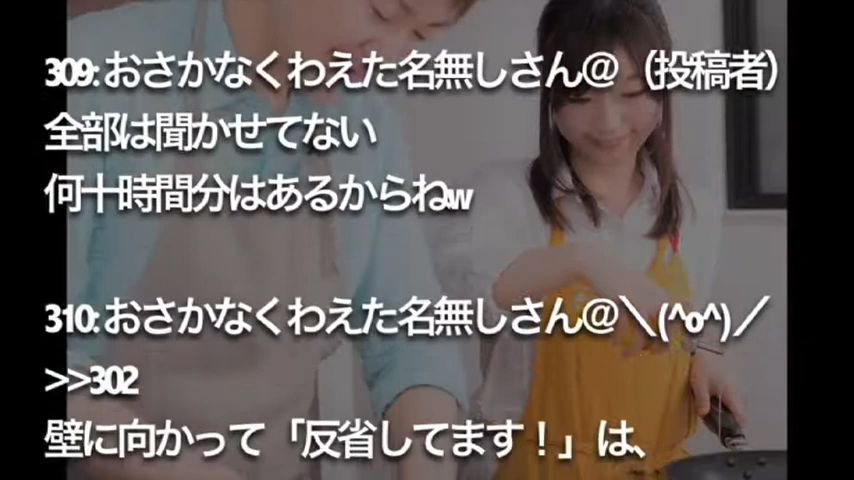 309:おさかなくわえた名無しさん@（投稿者）
全部は聞かせてない
何十時間分はあるからねw
310:おさかなくわえた名無しさん@＼(^o^)／
>>302
壁に向かって「反省してます！」は、